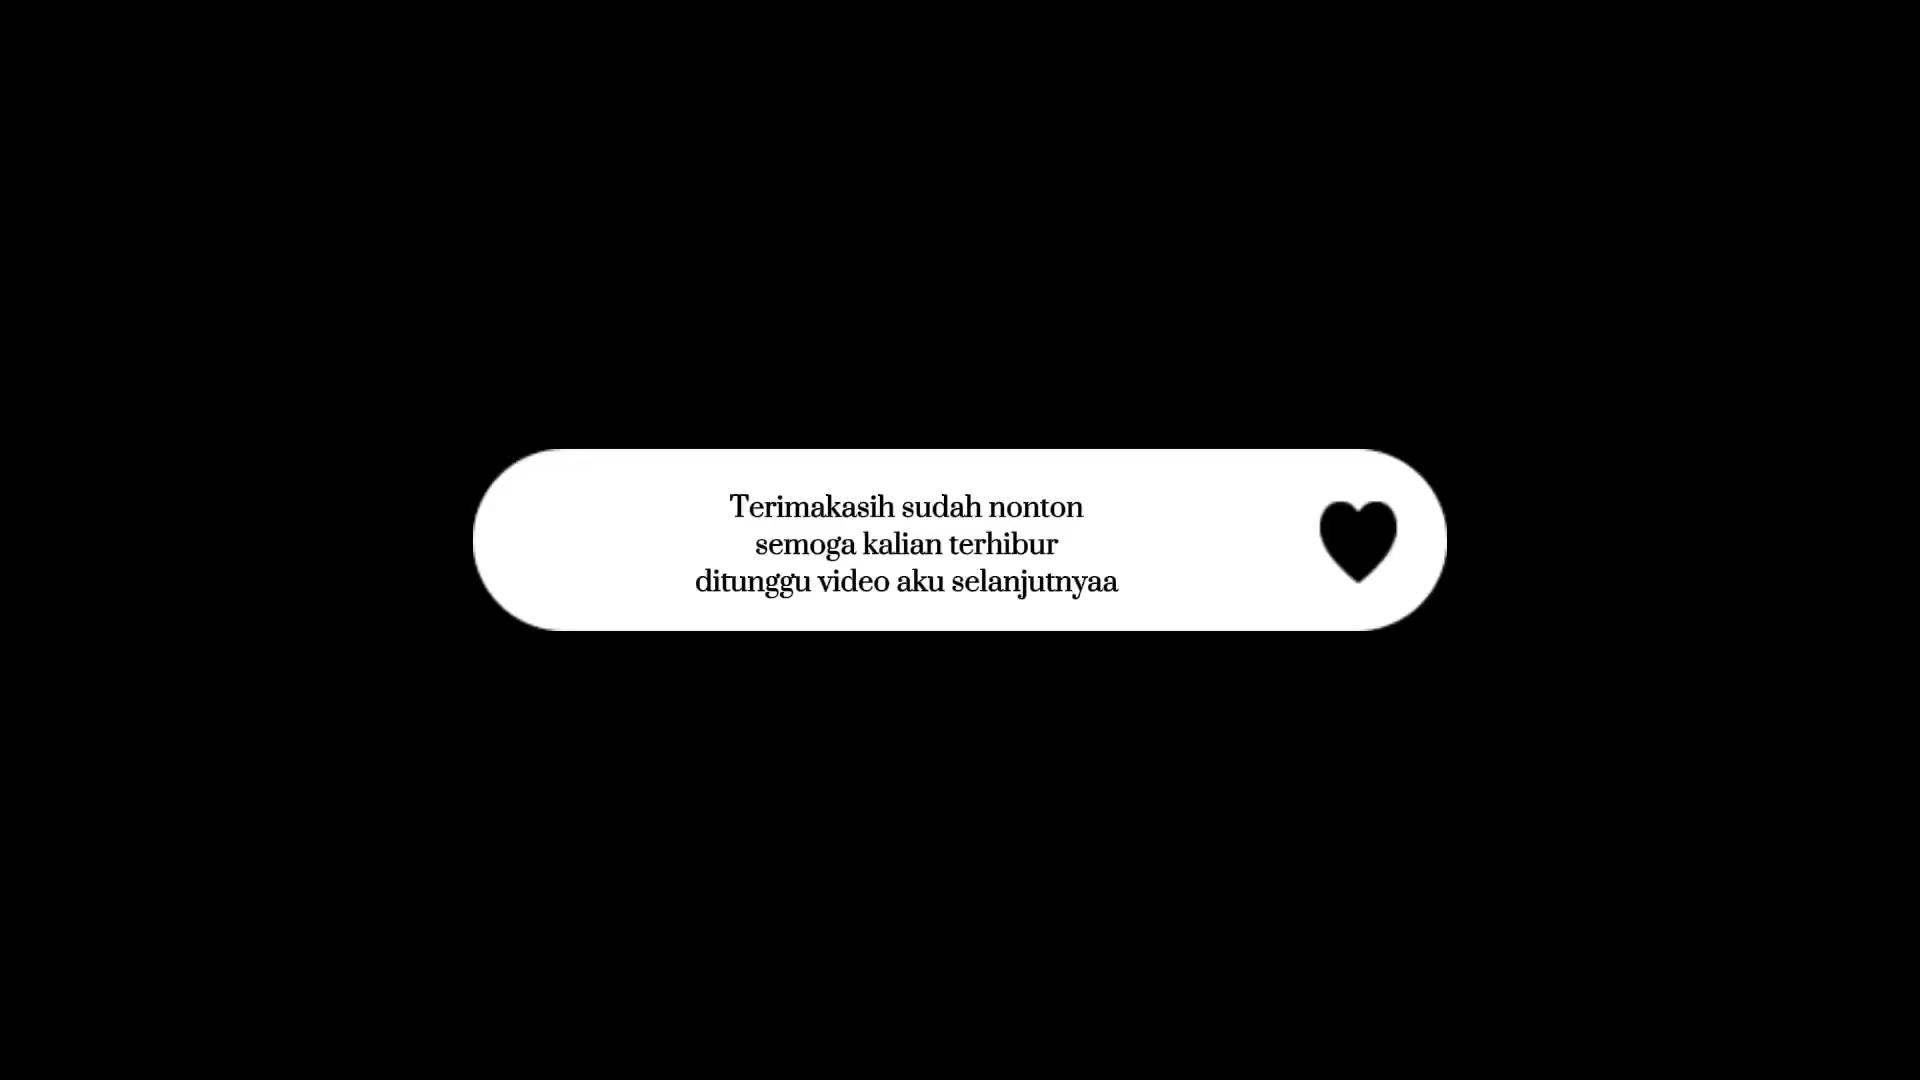 Terimakasih sudah nonton
semoga kalian terhibur
ditunggu video aku selanjutnyaa